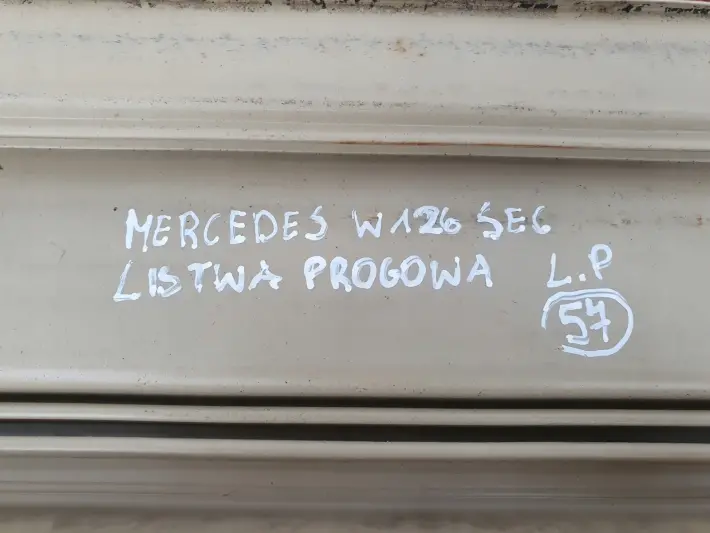 MERCEDES W126 SEC
LISTWA PROGOWA L.P
57